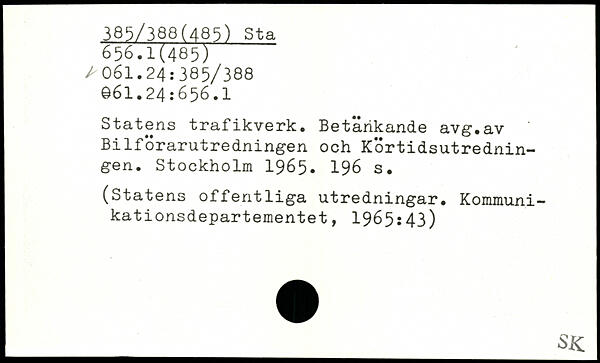 385/388(485) Sta
656.1(485)
061.24:385/388
061.24:656.1
Statens trafikverk. Betänkande avg.av
Bilförarutredningen och Körtidsutrednin-
gen. Stockholm 1965. 196 s.
(Statens offentliga utredningar. Kommuni-
kationsdepartementet, 1965:43)
SK